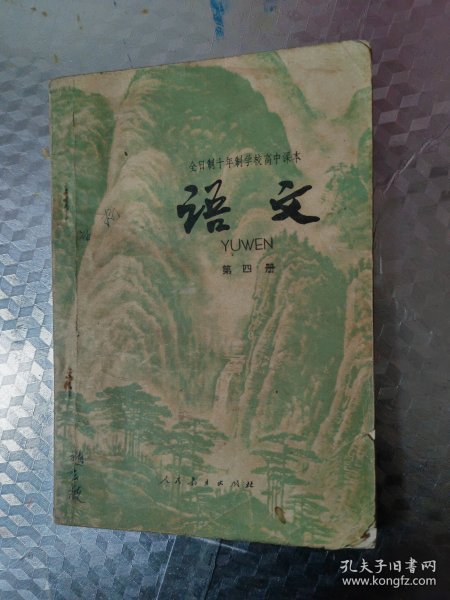 全日制十年制学校高中课本
语文
YUWEN
第四册
人民教育出版社
孔夫子旧书网
www.kongfz.com